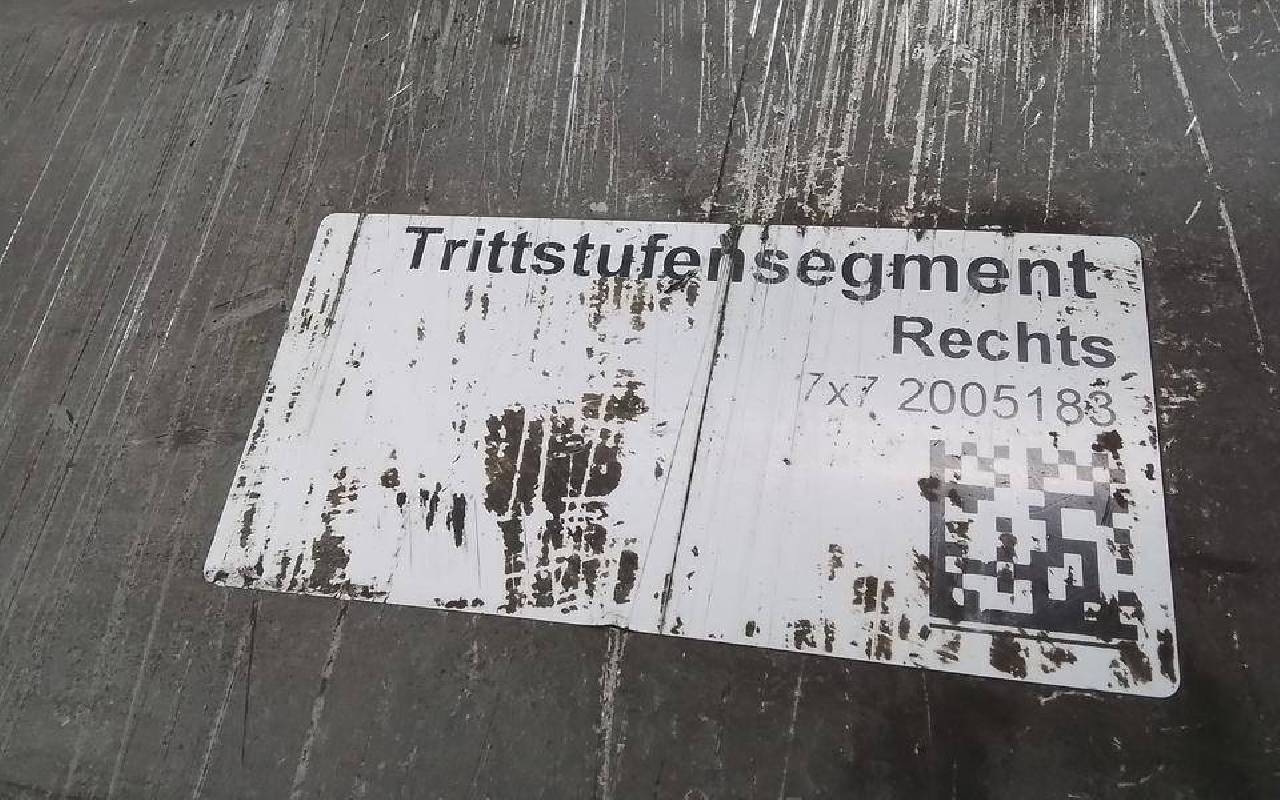 Trittstufensegment
Rechts
7x7 2005183